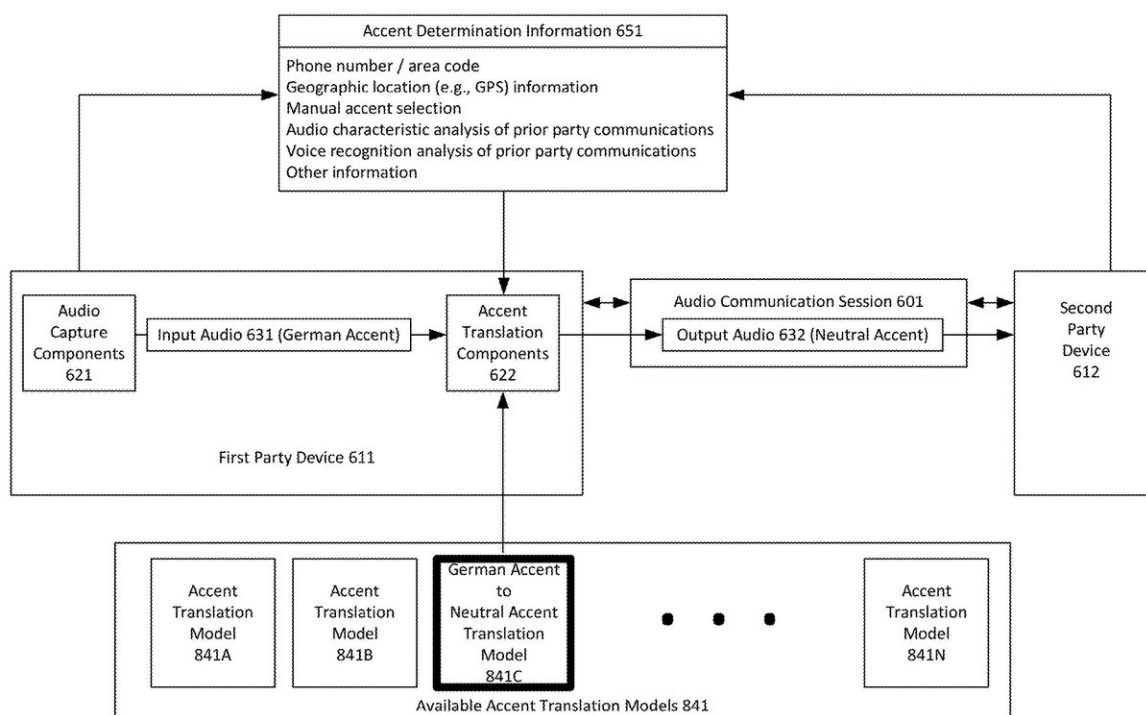 Accent Determination Information 651
Phone number / area code
Geographic location (e.g., GPS) information
Manual accent selection
Audio characteristic analysis of prior party communications
Voice recognition analysis of prior party communications
Other information
Audio
Capture
Components
621
Input Audio 631 (German Accent)
Accent
Translation
Components
622
First Party Device 611
Audio Communication Session 601
Output Audio 632 (Neutral Accent)
Second
Party
Device
612
Accent
Translation
Model
841A
Accent
Translation
Model
841B
German Accent
to
Neutral Accent
Translation
Model
841C
Accent
Translation
Model
841N
Available Accent Translation Models 841